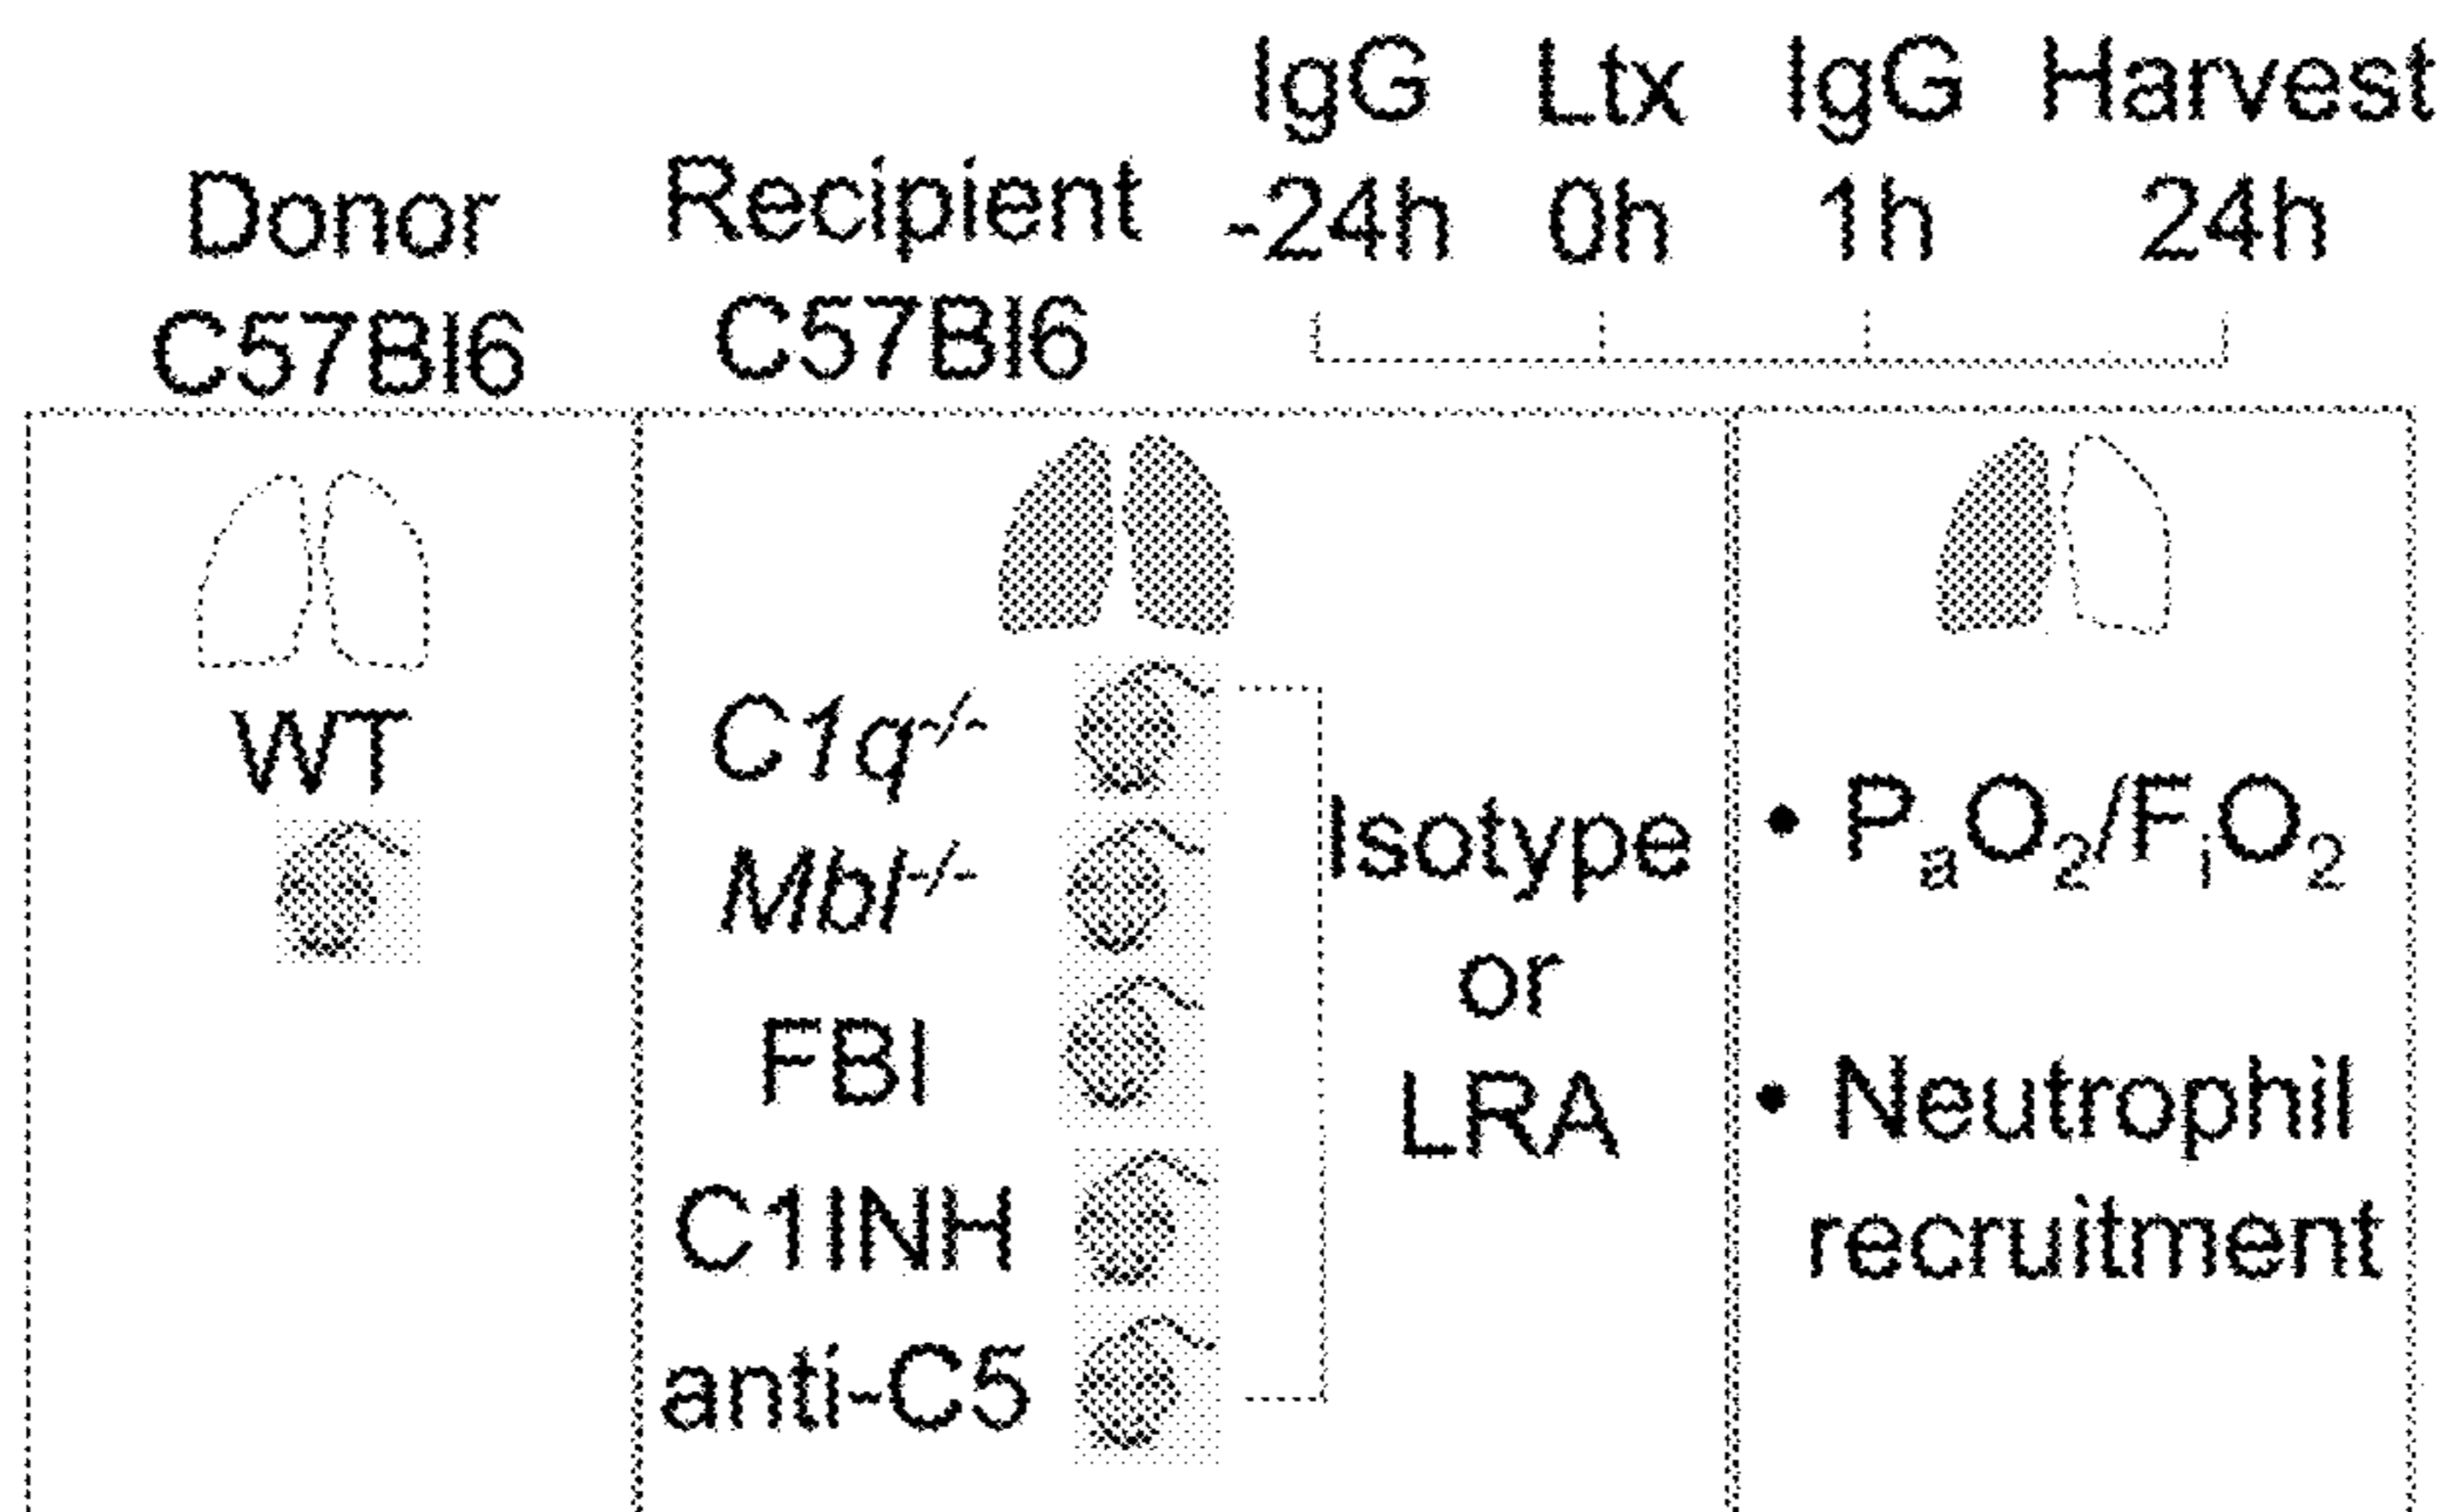 IgG Ltx IgG Harvest
-24h 0h 1h 24h
Donor
C57Bl6
Recipient
C57Bl6
WT
C1q-/-
Mbl-/-
FBI
C1INH
anti-C5
Isotype
or
LRA
• PaO2/FiO2
• Neutrophil
recruitment